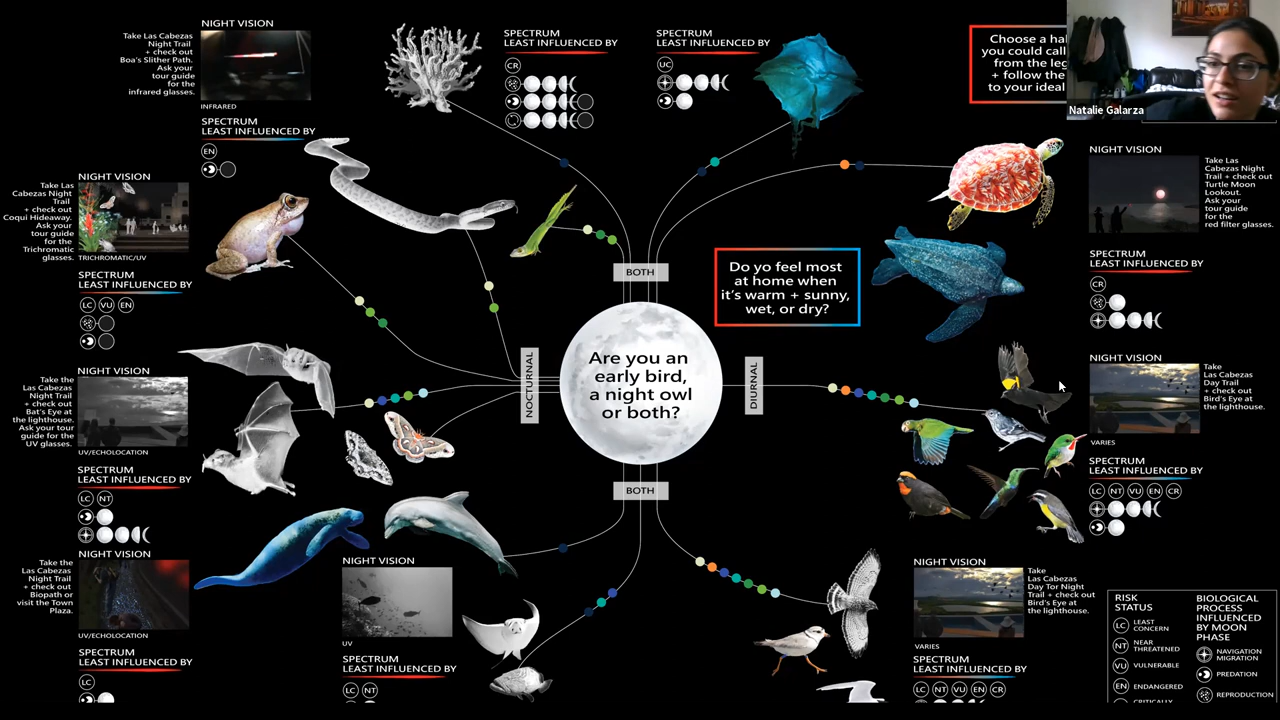 NIGHT VISION
Take Las Cabezas
Night Trail
+ check out
Boa's Slither Path.
Ask your
tour guide
for the
infrared glasses.
INFRARED
SPECTRUM
LEAST INFLUENCED BY
EN
SPECTRUM
LEAST INFLUENCED BY
CR
SPECTRUM
LEAST INFLUENCED BY
UC
Choose a
you could call
from the
+ follow the
to your ideal
Natalie Galarza
NIGHT VISION
Take Las
Cabezas Night
Trail
+ check out
Coqui Hideaway.
Ask your
tour guide
for the
Trichromatic
glasses.
TRICHROMATIC/UV
SPECTRUM
LEAST INFLUENCED BY
LC VU EN
NIGHT VISION
Take Las
Cabezas Night
Trail + check out
Turtle Moon
Lookout.
Ask your
tour guide
for the
red filter glasses.
SPECTRUM
LEAST INFLUENCED BY
CR
BOTH
Do yo feel most
at home when
it's warm + sunny,
wet, or dry?
Are you an
early bird,
a night owl
or both?
NOCTURNAL
DIURNAL
BOTH
NIGHT VISION
Take the
Las Cabezas
Night Trail
+ check out
Bat's Eye at
the lighthouse.
Ask your tour
guide for the
UV glasses.
UV/ECHOLOCATION
SPECTRUM
LEAST INFLUENCED BY
LC NT
NIGHT VISION
Take
Las Cabezas
Day Trail
+ check out
Bird's Eye at
the lighthouse.
VARIES
SPECTRUM
LEAST INFLUENCED BY
LC NT VU EN CR
NIGHT VISION
Take the
Las Cabezas
Night Trail
+ check out
Biopath or
visit the Town
Plaza.
UV/ECHOLOCATION
SPECTRUM
LEAST INFLUENCED BY
LC
NIGHT VISION
UV
SPECTRUM
LEAST INFLUENCED BY
LC NT
NIGHT VISION
Take
Las Cabezas
Day Tor Night
Trail + check out
Bird's Eye at
the lighthouse.
VARIES
SPECTRUM
LEAST INFLUENCED BY
LC NT VU EN CR
RISK
STATUS
LC LEAST
CONCERN
NT NEAR
THREATENED
VU VULNERABLE
EN ENDANGERED
BIOLOGICAL
PROCESS
INFLUENCED
BY MOON
PHASE
NAVIGATION
MIGRATION
PREDATION
REPRODUCTION